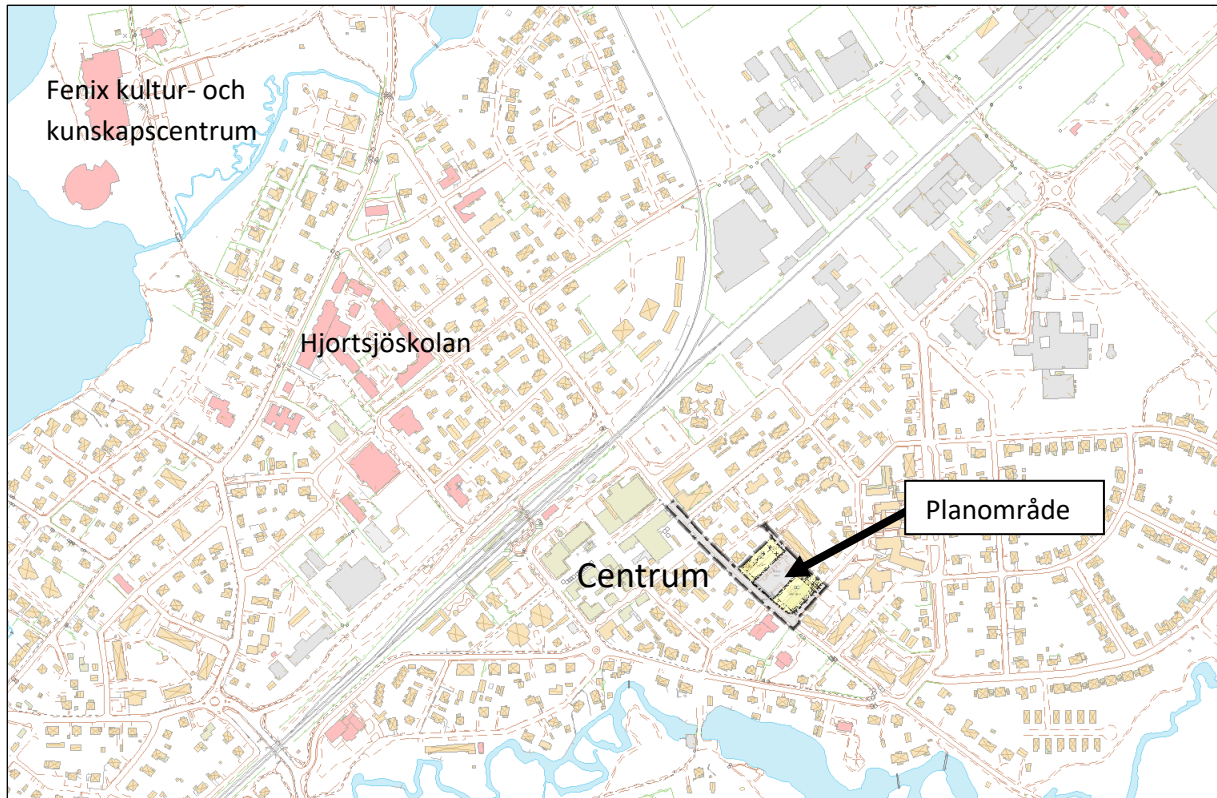 Fenix kultur- och
kunskapscentrum
Hjortsjöskolan
Planområde
Centrum